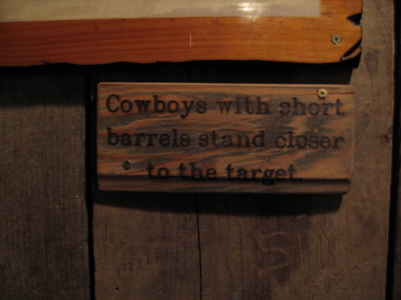 Cowboys with short
barrels stand closer
to the target.